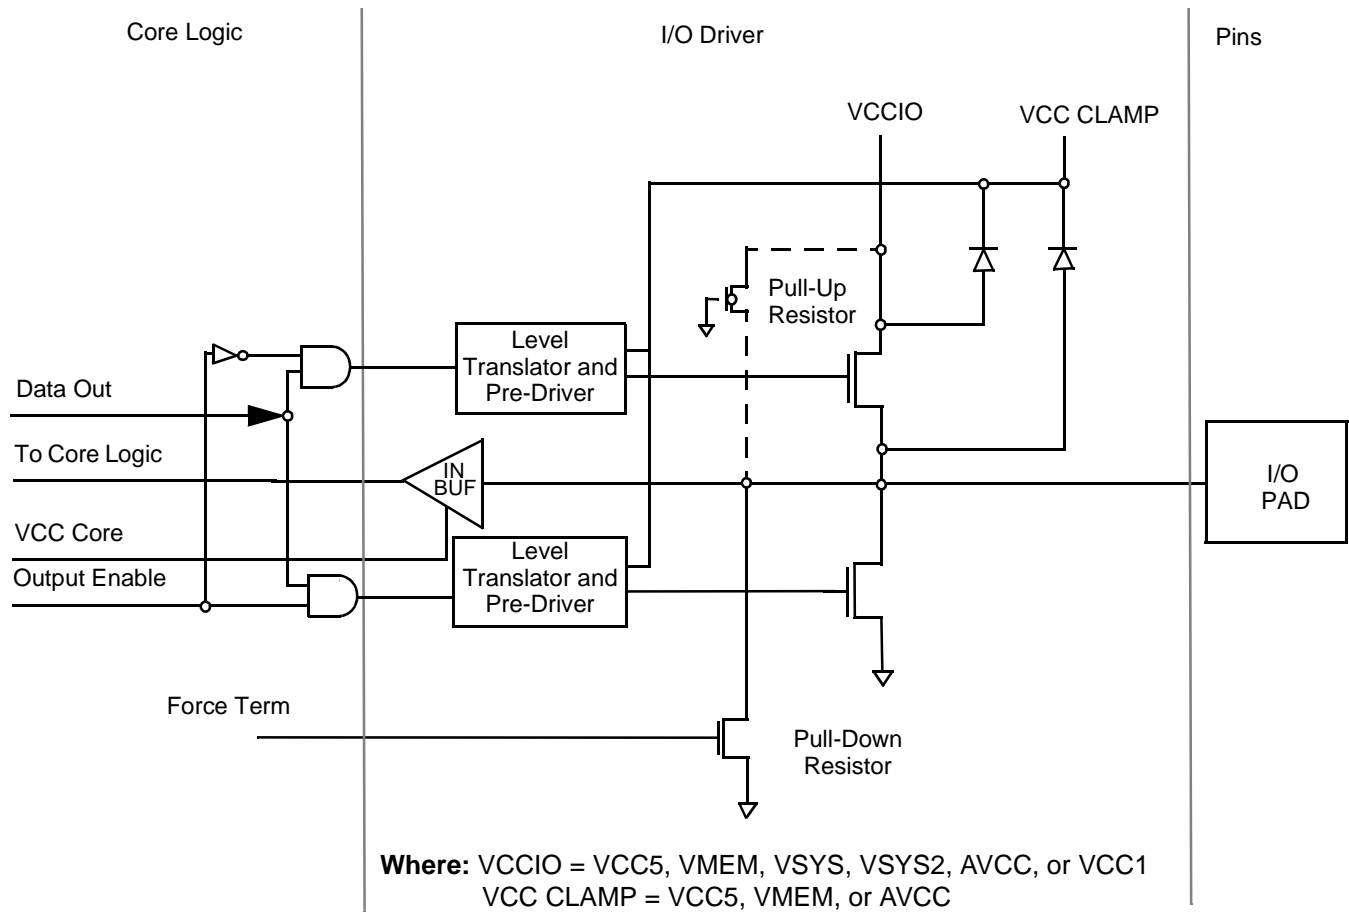 Core Logic
I/O Driver
Pins
VCCIO
VCC CLAMP
Pull-Up
Resistor
Level
Translator and
Pre-Driver
Data Out
To Core Logic
IN
BUF
I/O
PAD
VCC Core
Output Enable
Level
Translator and
Pre-Driver
Force Term
Pull-Down
Resistor
Where: VCCIO = VCC5, VMEM, VSYS, VSYS2, AVCC, or VCC1
VCC CLAMP = VCC5, VMEM, or AVCC